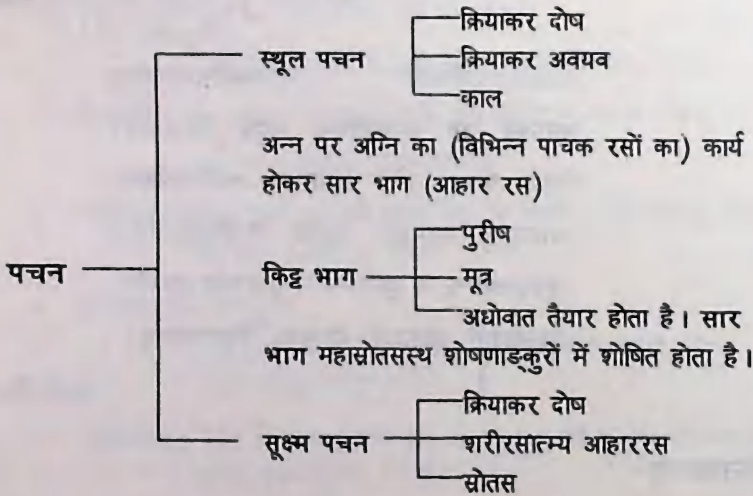 क्रियाकर दोष
स्थूल पचन क्रियाकर अवयव
काल
अन्न पर अग्नि का (विभिन्न पाचक रसों का) कार्य
होकर सार भाग (आहार रस)
पुरीष
पचन किट्ट भाग मूत्र
अधोवात तैयार होता है। सार
भाग महास्रोतसस्थ शोषणाङ्कुरों में शोषित होता है।
क्रियाकर दोष
सूक्ष्म पचन शरीरसात्म्य आहाररस
स्रोतस